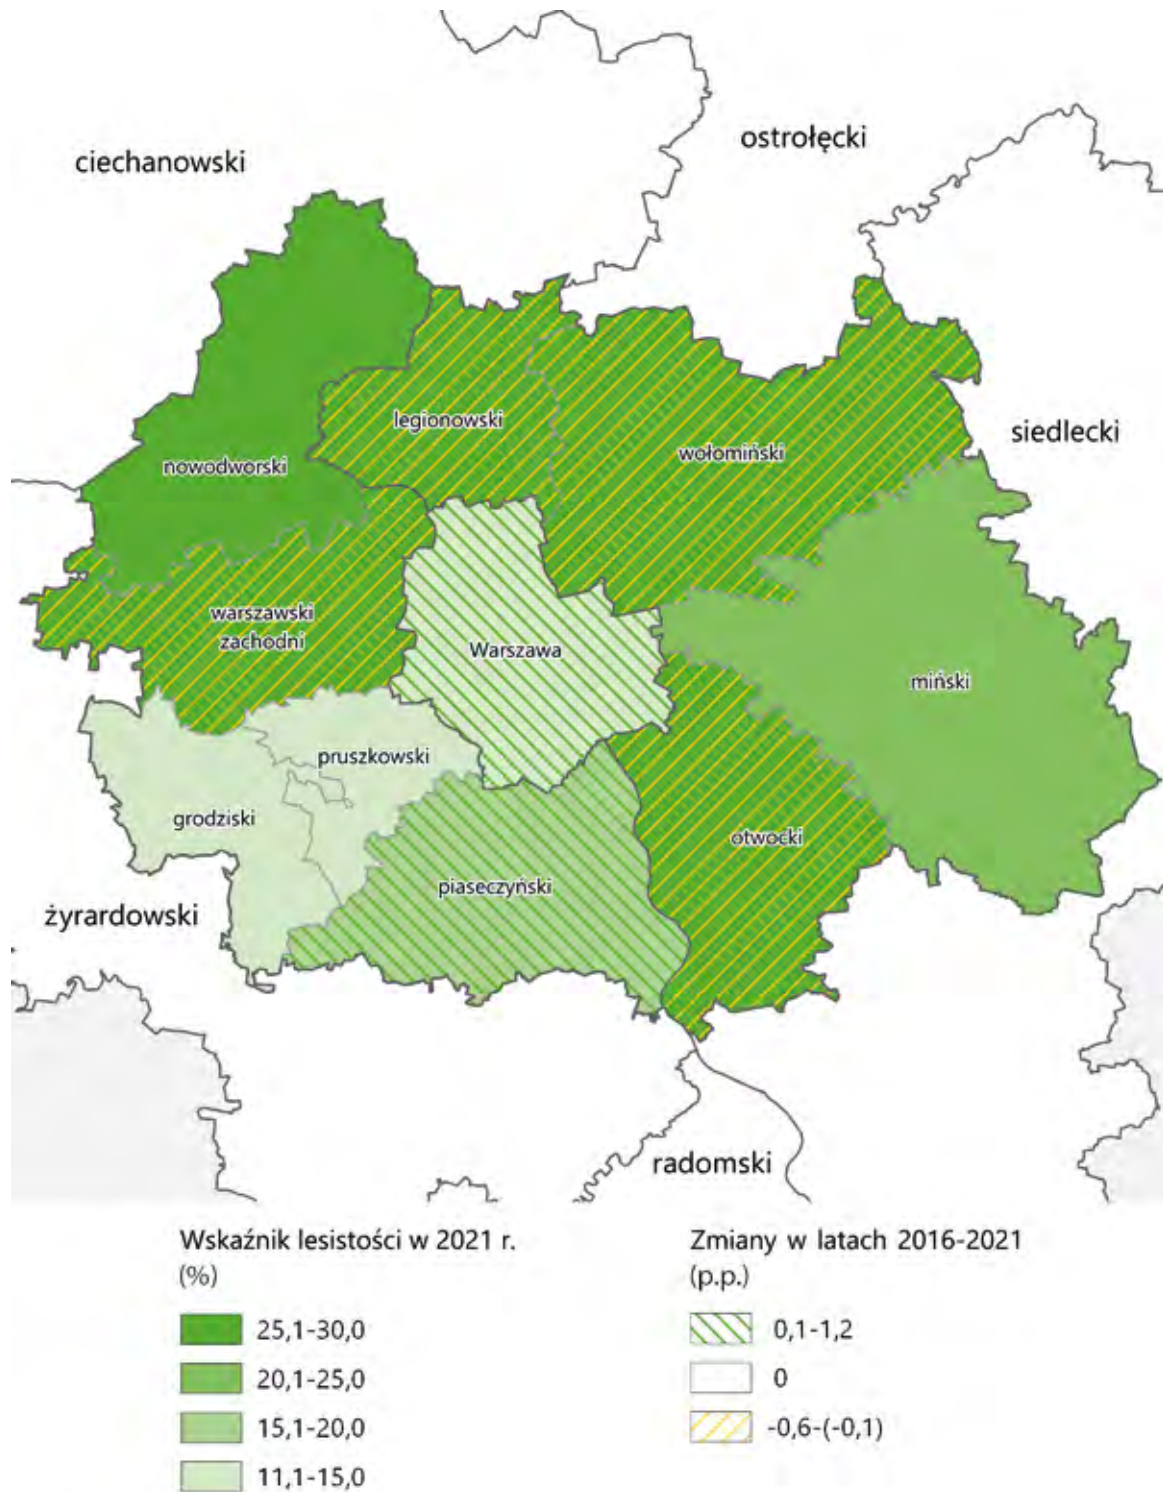 ostrołęcki
ciechanowski
legionowski
siedlecki
wołomiński
nowodworski
warszawski
zachodni
Warszawa
miński
pruszkowski
grodziski
otwocki
piaseczyński
żyrardowski
radomski
Wskaźnik lesistości w 2021 r.
(%)
25,1-30,0
20,1-25,0
15,1-20,0
11,1-15,0
Zmiany w latach 2016-2021
(p.p.)
0,1-1,2
0
-0,6-(-0,1)